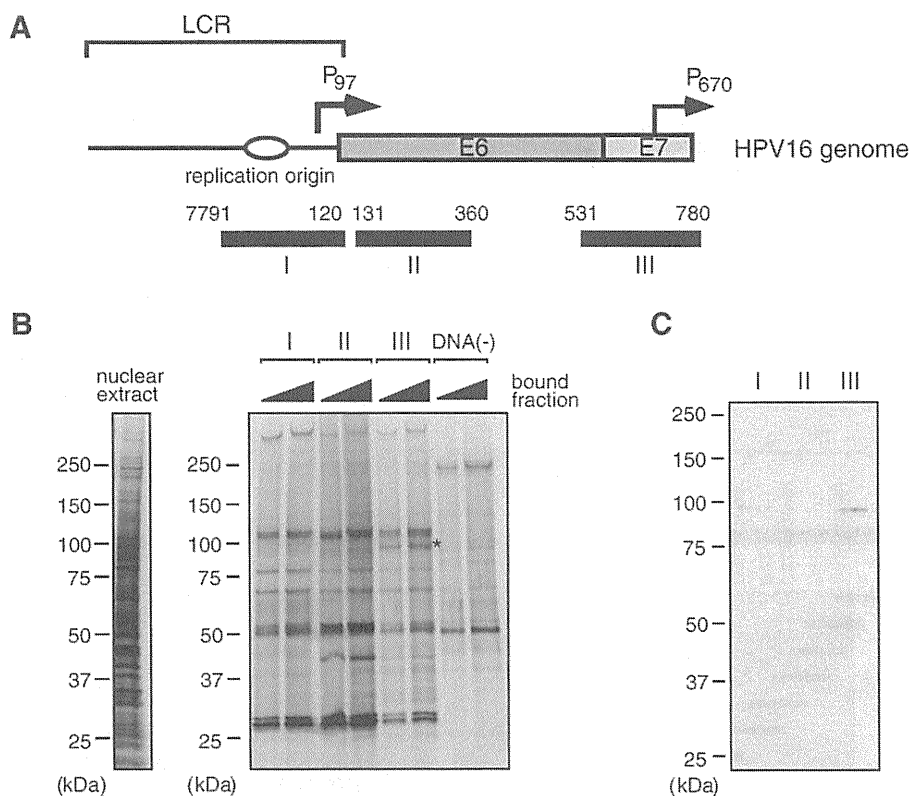 A
LCR
P97
P670
E6
E7
HPV16 genome
replication origin
7791
120
131
360
531
780
I
II
III
B
nuclear
extract
I
II
III
DNA(-)
bound
fraction
250
150
100
75
50
37
25
(kDa)
250
150
100
75
50
37
25
(kDa)
*
C
I
II
III
250
150
100
75
50
37
25
(kDa)